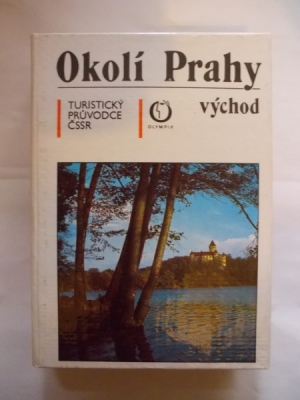 Okolí Prahy
východ
TURISTICKÝ
PRŮVODCE
ČSSR
OLYMPIA